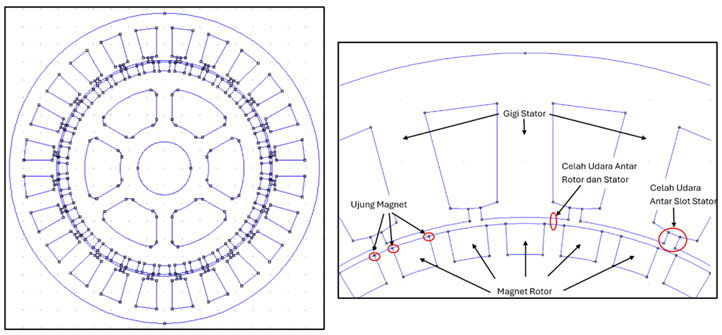 Gigi Stator
Celah Udara Antar
Rotor dan Stator
Celah Udara
Antar Slot Stator
Ujung Magnet
Magnet Rotor